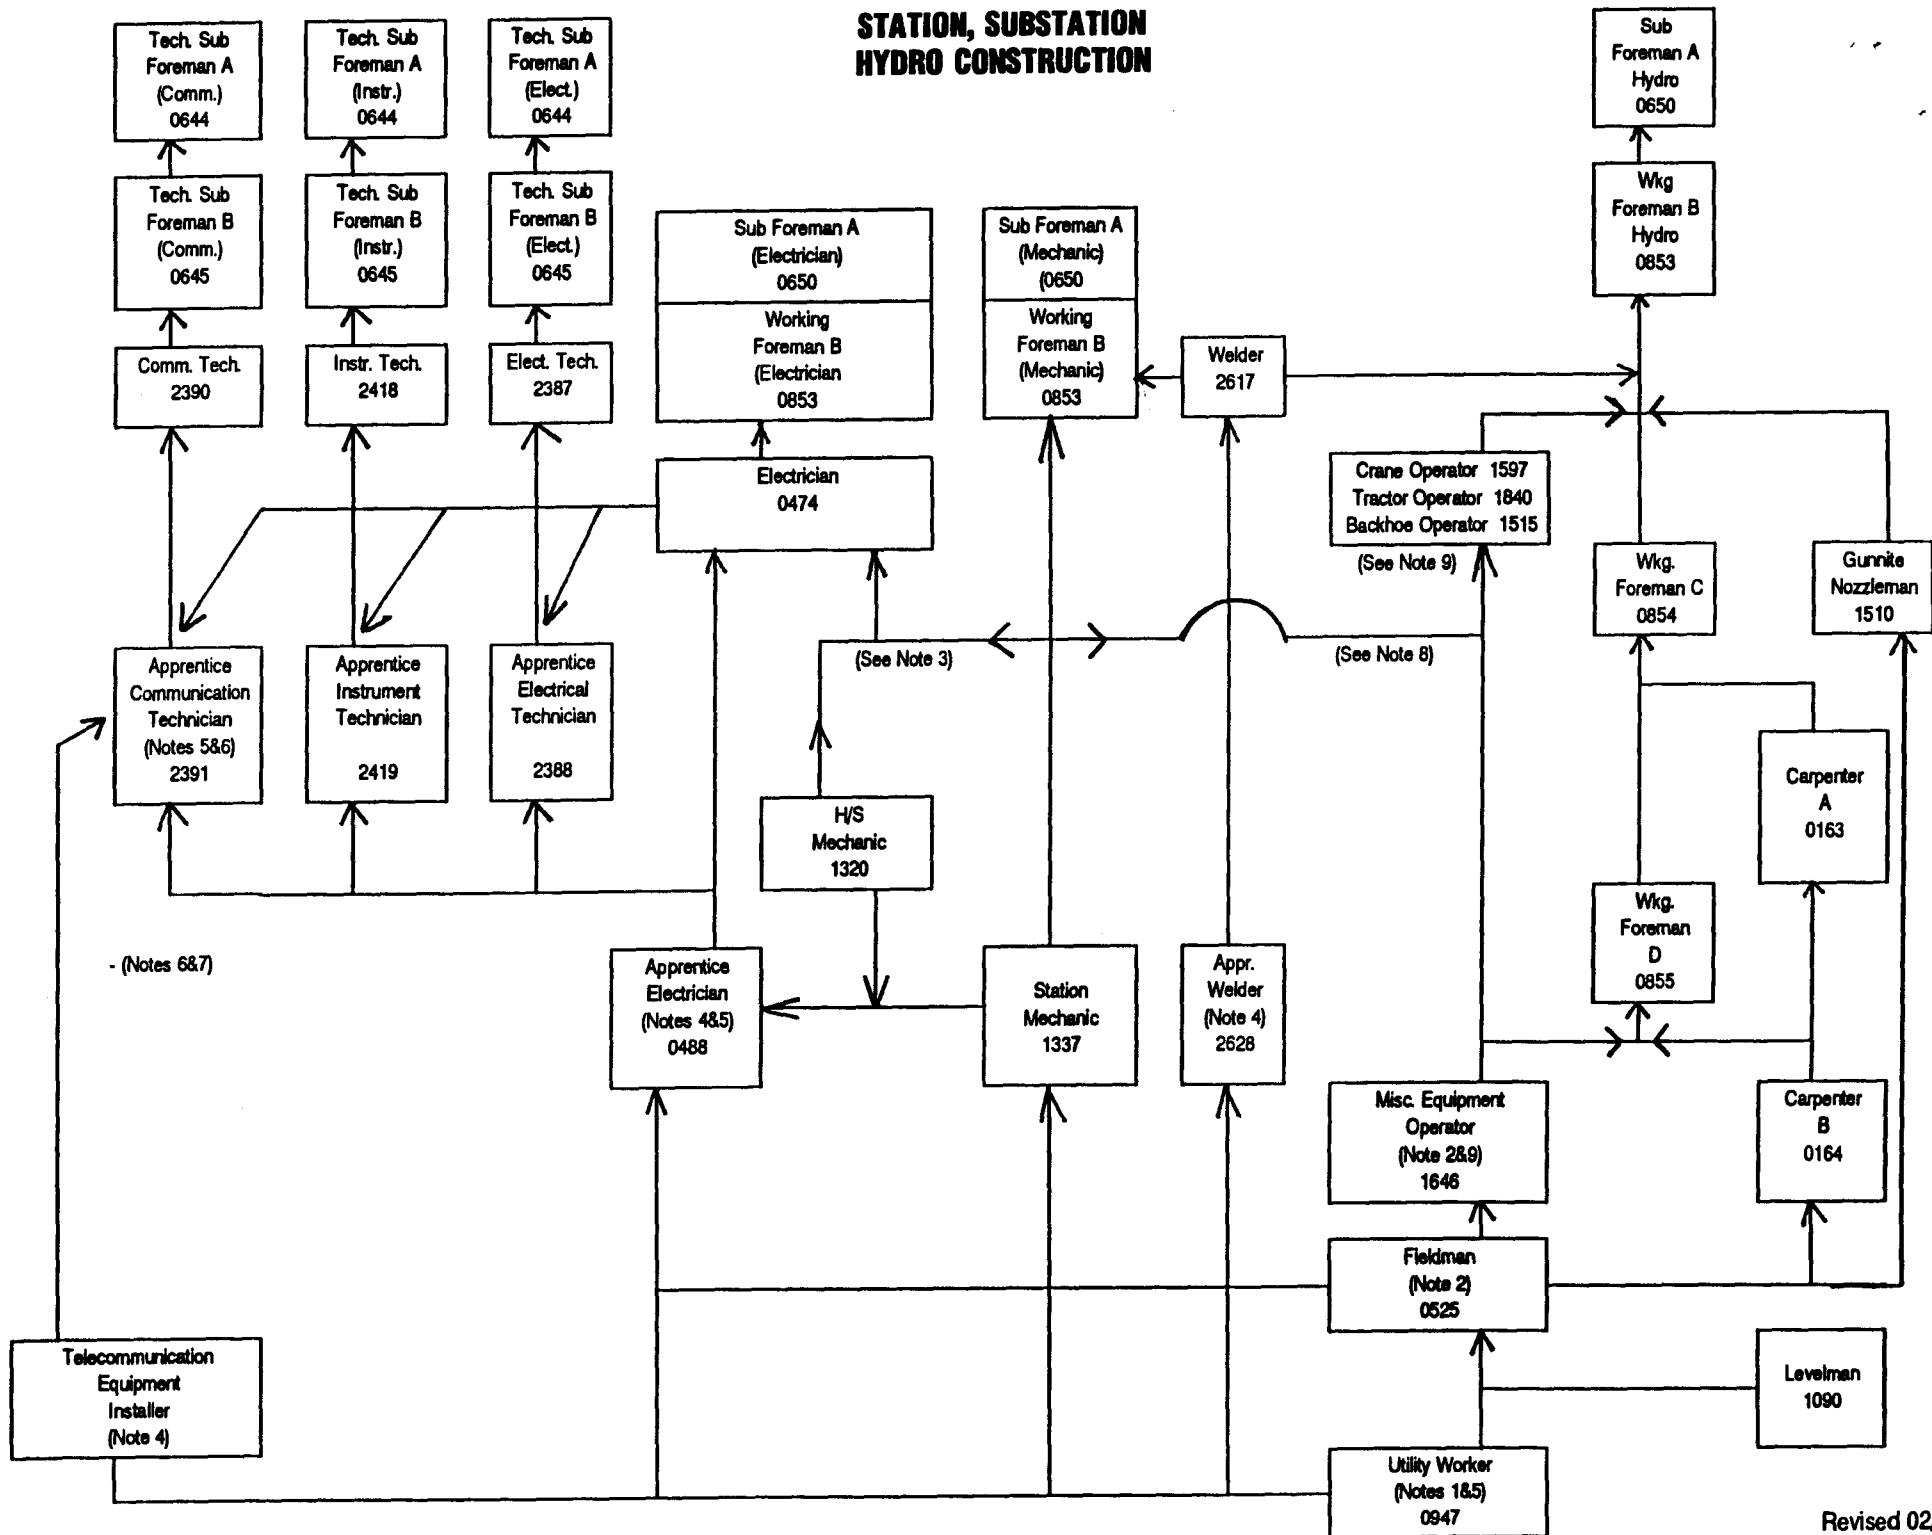 STATION, SUBSTATION
HYDRO CONSTRUCTION
Tech. Sub
Foreman A
(Comm.)
0644
Tech. Sub
Foreman A
(Instr.)
0644
Tech. Sub
Foreman A
(Elect.)
0644
Sub
Foreman A
Hydro
0650
Tech. Sub
Foreman B
(Comm.)
0645
Tech. Sub
Foreman B
(Instr.)
0645
Tech. Sub
Foreman B
(Elect.)
0645
Sub Foreman A
(Electrician)
0650
Working
Foreman B
(Electrician
0853
Sub Foreman A
(Mechanic)
(0650
Working
Foreman B
(Mechanic)
0853
Wkg
Foreman B
Hydro
0853
Comm. Tech.
2390
Instr. Tech.
2418
Elect. Tech.
2387
Welder
2617
Electrician
0474
Crane Operator 1597
Tractor Operator 1840
Backhoe Operator 1515
(See Note 9)
Wkg.
Foreman C
0854
Gunnite
Nozzleman
1510
Apprentice
Communication
Technician
(Notes 5&6)
2391
Apprentice
Instrument
Technician
2419
Apprentice
Electrical
Technician
2388
(See Note 3)
(See Note 8)
H/S
Mechanic
1320
Carpenter
A
0163
Wkg.
Foreman
D
0855
- (Notes 6&7)
Apprentice
Electrician
(Notes 4&5)
0488
Station
Mechanic
1337
Appr.
Welder
(Note 4)
2628
Misc. Equipment
Operator
(Note 2&9)
1646
Carpenter
B
0164
Fieldman
(Note 2)
0525
Telecommunication
Equipment
Installer
(Note 4)
Levelman
1090
Utility Worker
(Notes 1&5)
0947
Revised 02